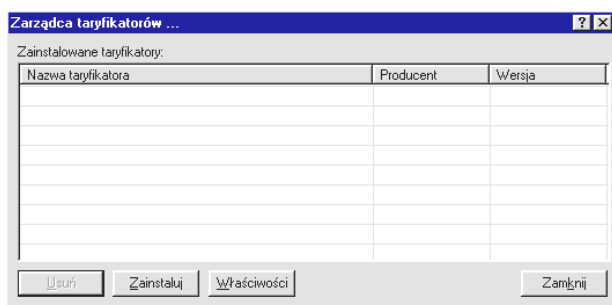 Zarządca taryfikatorów ...
Zainstalowane taryfikatory:
Nazwa taryfikatora Producent Wersja
Usuń Zainstaluj Właściwości Zamknij